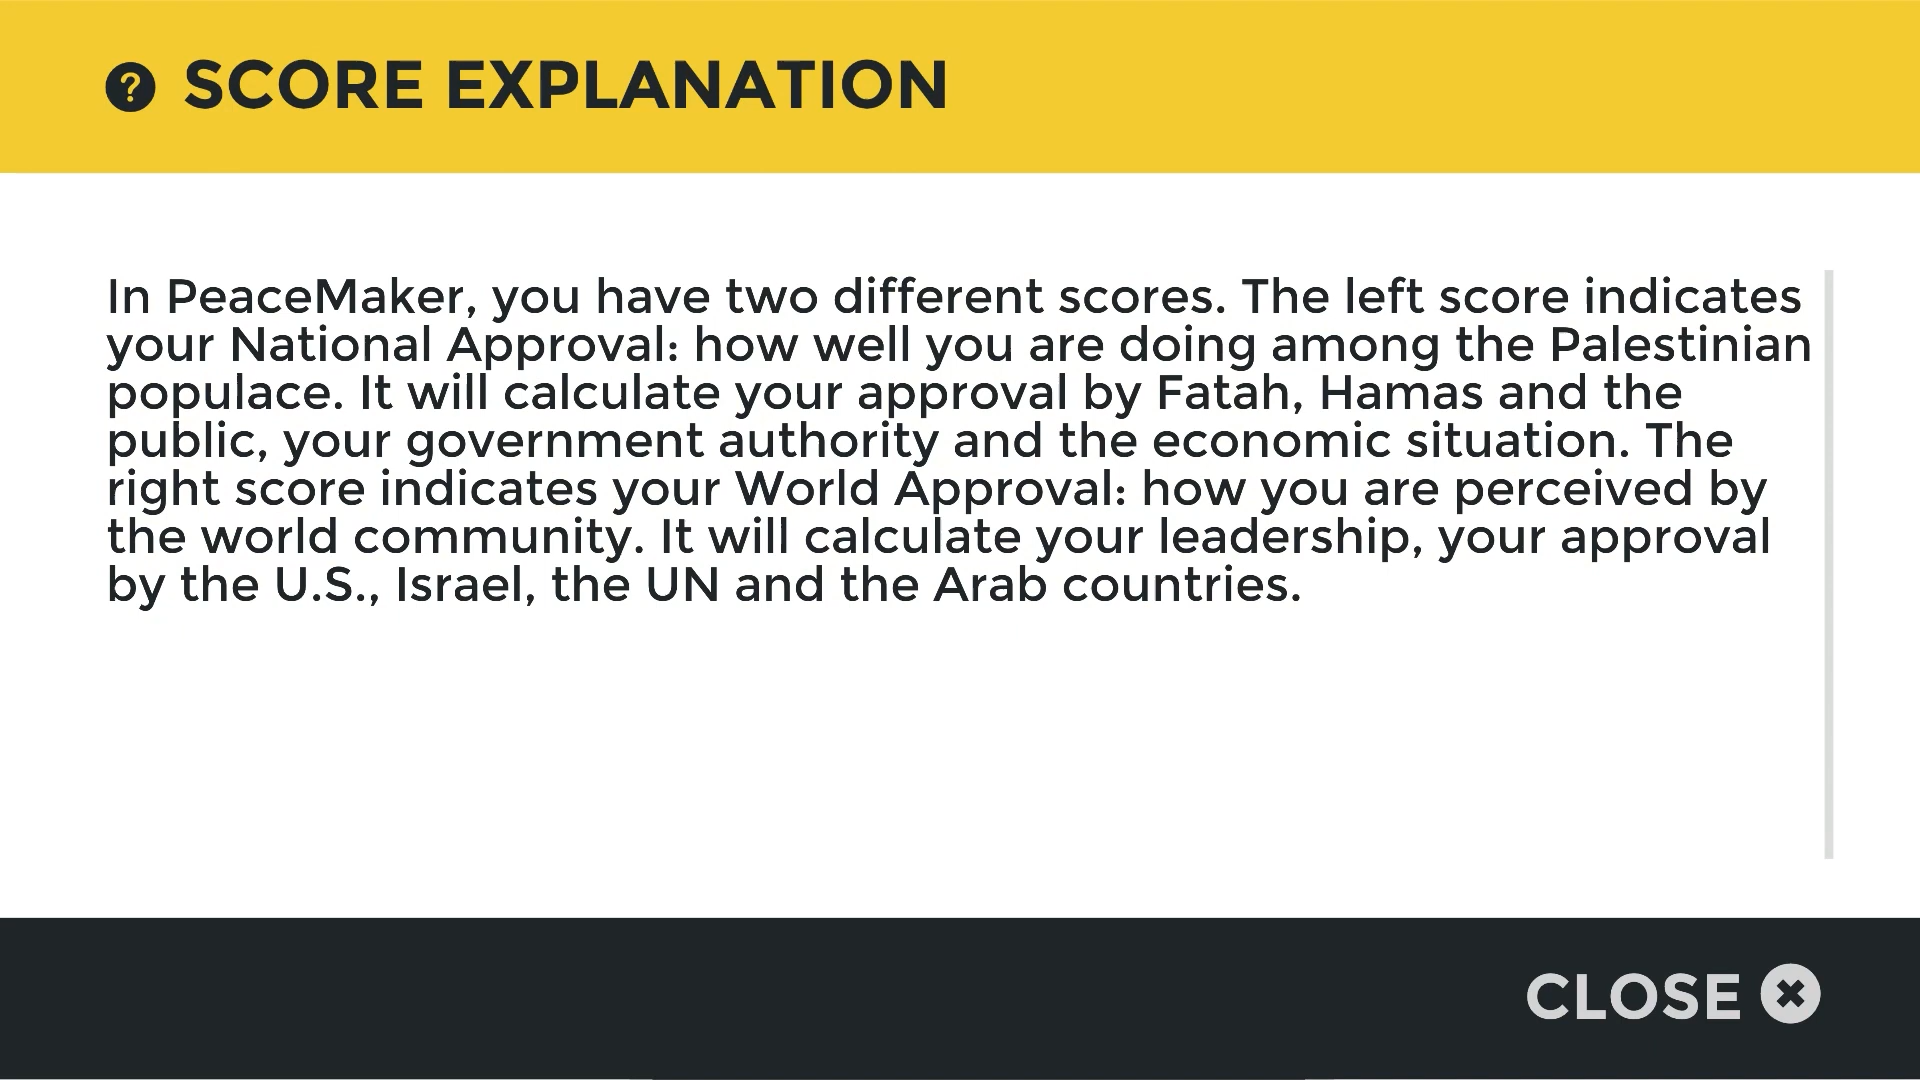 ? SCORE EXPLANATION
In PeaceMaker, you have two different scores. The left score indicates
your National Approval: how well you are doing among the Palestinian
populace. It will calculate your approval by Fatah, Hamas and the
public, your government authority and the economic situation. The
right score indicates your World Approval: how you are perceived by
the world community. It will calculate your leadership, your approval
by the U.S., Israel, the UN and the Arab countries.
CLOSE